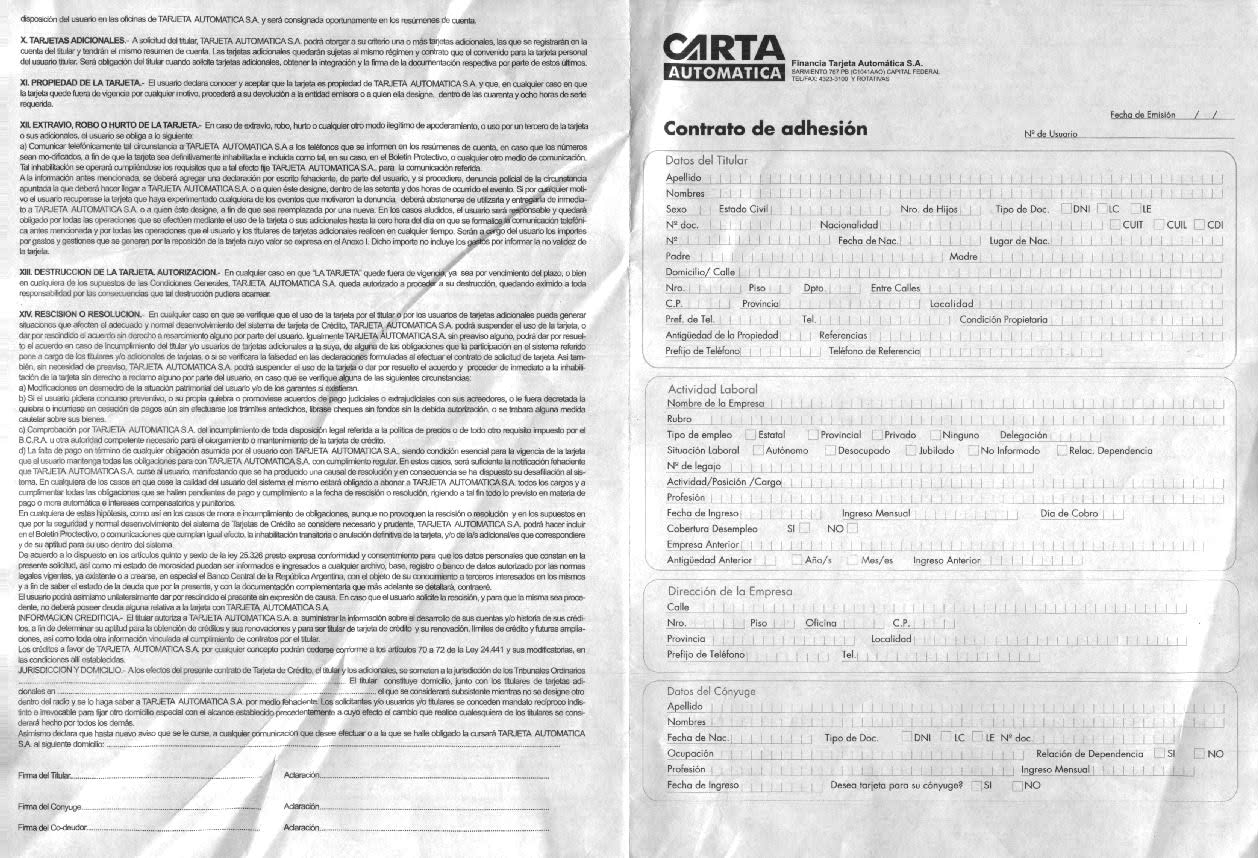 disposición del usuario en las oficinas de TARJETA AUTOMATICA S.A. y será consignada oportunamente en los resúmenes de cuenta.
X. TARJETAS ADICIONALES.- A solicitud del titular, TARJETA AUTOMATICA S.A. podrá otorgar a su criterio una o más tarjetas adicionales, las que se registrarán en la
cuenta del titular y tendrán el mismo resumen de cuenta. Las tarjetas adicionales quedarán sujetas al mismo régimen y contrato que el convenido para la tarjeta personal
del usuario titular. Será obligación del titular cuando solicite tarjetas adicionales, obtener la integración y la firma de la documentación respectiva por parte de estos últimos.
XI. PROPIEDAD DE LA TARJETA.- El usuario declara conocer y aceptar que la tarjeta es propiedad de TARJETA AUTOMATICA S.A. y que, en cualquier caso en que
la tarjeta quede fuera de vigencia por cualquier motivo, procederá a su devolución a la entidad emisora o a quien ella designe, dentro de las cuarenta y ocho horas de serle
requerida.
XII. EXTRAVIO, ROBO O HURTO DE LA TARJETA.- En caso de extravío, robo, hurto o cualquier otro modo ilegítimo de apoderamiento, o uso por un tercero de la tarjeta
o sus adicionales, el usuario se obliga a lo siguiente:
a) Comunicar telefónicamente tal circunstancia a TARJETA AUTOMATICA S.A a los teléfonos que se informen en los resúmenes de cuenta, en caso que los números
sean mo-dificados, a fin de que la tarjeta sea definitivamente inhabilitada e incluida como tal, en su caso, en el Boletín Protectivo, o cualquier otro medio de comunicación.
Tal inhabilitación se operará cumpliéndose los requisitos que a tal efecto fije TARJETA AUTOMATICA S.A., para la comunicación referida.
A la información antes mencionada, se deberá agregar una declaración por escrito fehaciente, de parte del usuario, y si procediere, denuncia policial de la circunstancia
apuntada la que deberá hacer llegar a TARJETA AUTOMATICA S.A. o a quien éste designe, dentro de las setenta y dos horas de ocurrido el evento. Si por cualquier moti-
vo el usuario recuperase la tarjeta que haya experimentado cualquiera de los eventos que motivaron la denuncia, deberá abstenerse de utilizarla y entregarla de inmedia-
to a TARJETA AUTOMATICA S.A. o a quien éste designe, a fin de que sea reemplazada por una nueva. En los casos aludidos, el usuario será responsable y quedará
obligado por todas las operaciones que se efectúen mediante el uso de la tarjeta o sus adicionales hasta la cero hora del día en que se formalice la comunicación telefóni-
ca antes mencionada y por todas las operaciones que el usuario y los titulares de tarjetas adicionales realicen en cualquier tiempo. Serán a cargo del usuario los importes
por gastos y gestiones que se generen por la reposición de la tarjeta cuyo valor se expresa en el Anexo I. Dicho importe no incluye los gastos por informar la no validez de
la tarjeta.
XIII. DESTRUCCION DE LA TARJETA. AUTORIZACION.- En cualquier caso en que "LA TARJETA" quede fuera de vigencia, ya sea por vencimiento del plazo, o bien
en cualquiera de los supuestos de las Condiciones Generales, TARJETA AUTOMATICA S.A. queda autorizado a proceder a su destrucción, quedando eximido a toda
responsabilidad por las consecuencias que tal destrucción pudiera acarrear.
XIV. RESCISION O RESOLUCION.- En cualquier caso en que se verifique que el uso de la tarjeta por el titular o por los usuarios de tarjetas adicionales pueda generar
situaciones que afecten el adecuado y normal desenvolvimiento del sistema de tarjeta de Crédito, TARJETA AUTOMATICA S.A. podrá suspender el uso de la tarjeta, o
dar por rescindido el acuerdo sin derecho a resarcimiento alguno por parte del usuario. Igualmente TARJETA AUTOMATICA S.A. sin preaviso alguno, podrá dar por resuel-
to el acuerdo en caso de incumplimiento del titular y/o usuarios de tarjetas adicionales a la suya, de alguna de las obligaciones que la participación en el sistema referido
pone a cargo de los titulares y/o adicionales de tarjetas, o si se verificara la falsedad en las declaraciones formuladas al efectuar el contrato de solicitud de tarjeta. Así tam-
bién, sin necesidad de preaviso, TARJETA AUTOMATICA S.A. podrá suspender el uso de la tarjeta o dar por resuelto el acuerdo y proceder de inmediato a la inhabili-
tación de la tarjeta sin derecho a reclamo alguno por parte del usuario, en caso que se verifique alguna de las siguientes circunstancias:
a) Modificaciones en desmedro de la situación patrimonial del usuario y/o de los garantes si existieran.
b) Si el usuario pidiera concurso preventivo, o su propia quiebra o promoviese acuerdos de pago judiciales o extrajudiciales con sus acreedores, o le fuera decretada la
quiebra o incurriese en cesación de pagos aún sin efectuarse los trámites antedichos, librase cheques sin fondos sin la debida autorización, o se trabara alguna medida
cautelar sobre sus bienes.
c) Comprobación por TARJETA AUTOMATICA S.A. del incumplimiento de toda disposición legal referida a la política de precios o de todo otro requisito impuesto por el
B.C.R.A. u otra autoridad competente necesario para el otorgamiento o mantenimiento de la tarjeta de crédito.
d) La falta de pago en término de cualquier obligación asumida por el usuario con TARJETA AUTOMATICA S.A., siendo condición esencial para la vigencia de la tarjeta
que el usuario mantenga todas las obligaciones para con TARJETA AUTOMATICA S.A. con cumplimiento regular. En estos casos, será suficiente la notificación fehaciente
que TARJETA AUTOMATICA S.A. curse al usuario, manifestando que se ha producido una causal de resolución y en consecuencia se ha dispuesto su desafiliación al sis-
tema. En cualquiera de los casos en que cese la calidad del usuario del sistema el mismo estará obligado a abonar a TARJETA AUTOMATICA S.A. todos los cargos y a
cumplimentar todas las obligaciones que se hallen pendientes de pago y cumplimiento a la fecha de rescisión o resolución, rigiendo a tal fin todo lo previsto en materia de
pago o mora automática e intereses compensatorios y punitorios.
En cualquiera de estas hipótesis, como así en los casos de mora e incumplimiento de obligaciones, aunque no provoquen la rescisión o resolución y en los supuestos en
que por la seguridad y normal desenvolvimiento del sistema de Tarjetas de Crédito se considere necesario y prudente, TARJETA AUTOMATICA S.A. podrá hacer incluir
en el Boletín Protectivo, o comunicaciones que cumplan igual efecto, la inhabilitación transitoria o anulación definitiva de la tarjeta, y/o de la/s adicional/es que correspondiere
y de su aptitud para su uso dentro del sistema.
De acuerdo a lo dispuesto en los artículos quinto y sexto de la ley 25.326 presto expresa conformidad y consentimiento para que los datos personales que constan en la
presente solicitud, así como mi estado de morosidad puedan ser informados e ingresados a cualquier archivo, base, registro o banco de datos autorizado por las normas
legales vigentes, ya existente o a crearse, en especial el Banco Central de la República Argentina, con el objeto de su conocimiento a terceros interesados en los mismos
y a fin de saber el estado de la deuda que por la presente, y con la documentación complementaria que más adelante se detallará, contraeré.
El usuario podrá asimismo unilateralmente dar por rescindido el presente sin expresión de causa. En caso que el usuario solicite la rescisión, y para que la misma sea proce-
dente, no deberá poseer deuda alguna relativa a la tarjeta con TARJETA AUTOMATICA S.A.
INFORMACION CREDITICIA.- El titular autoriza a TARJETA AUTOMATICA S.A. a suministrar la información sobre el desarrollo de sus cuentas y/o historia de sus crédi-
tos, a fin de determinar su aptitud para la obtención de créditos y sus renovaciones y para ser titular de tarjeta de crédito y su renovación, límites de crédito y futuras amplia-
ciones, así como toda otra información vinculada al cumplimiento de contratos por el titular.
Los créditos a favor de TARJETA AUTOMATICA S.A. por cualquier concepto podrán cederse conforme a los artículos 70 a 72 de la Ley 24.441 y sus modificatorias, en
las condiciones allí establecidas.
JURISDICCION Y DOMICILIO.- A los efectos del presente contrato de Tarjeta de Crédito, el titular y los adicionales, se someten a la jurisdicción de los Tribunales Ordinarios
El titular constituye domicilio, junto con los titulares de tarjetas adi-
cionales en el que se considerará subsistente mientras no se designe otro
dentro del radio y se lo haga saber a TARJETA AUTOMATICA S.A. por medio fehaciente. Los solicitantes y/o usuarios y/o titulares se conceden mandato recíproco indis-
tinto e irrevocable para fijar otro domicilio especial con el alcance establecido precedentemente a cuyo efecto el cambio que realice cualesquiera de los titulares se consi-
derará hecho por todos los demás.
Asimismo declara que hasta nuevo aviso que se le curse, a cualquier comunicación que desee efectuar o a la que se halle obligado la cursará TARJETA AUTOMATICA
S.A. al siguiente domicilio:
Firma del Titular Aclaración
Firma del Conyuge Aclaración
Firma del Co-deudor Aclaración
CARTA
AUTOMATICA
Financia Tarjeta Automática S.A.
SARMIENTO 767 PB (C1041AAO) CAPITAL FEDERAL
TEL/FAX: 4323-3100 Y ROTATIVAS
Fecha de Emisión / /
Contrato de adhesión
Nº de Usuario
Datos del Titular
Apellido
Nombres
Sexo Estado Civil Nro. de Hijos Tipo de Doc. DNI LC LE
Nº doc. Nacionalidad CUIT CUIL CDI
Nº Fecha de Nac. Lugar de Nac.
Padre Madre
Domicilio/ Calle
Nro. Piso Dpto. Entre Calles
C.P. Provincia Localidad
Pref. de Tel. Tel. Condición Propietaria
Antigüedad de la Propiedad Referencias
Prefijo de Teléfono Teléfono de Referencia
Actividad Laboral
Nombre de la Empresa
Rubro
Tipo de empleo Estatal Provincial Privado Ninguno Delegación
Situación Laboral Autónomo Desocupado Jubilado No Informado Relac. Dependencia
Nº de legajo
Actividad/Posición /Cargo
Profesión
Fecha de Ingreso Ingreso Mensual Día de Cobro
Cobertura Desempleo SI NO
Empresa Anterior
Antigüedad Anterior Año/s Mes/es Ingreso Anterior
Dirección de la Empresa
Calle
Nro. Piso Oficina C.P.
Provincia Localidad
Prefijo de Teléfono Tel.
Datos del Cónyuge
Apellido
Nombres
Fecha de Nac. Tipo de Doc. DNI LC LE Nº doc.
Ocupación Relación de Dependencia SI NO
Profesión Ingreso Mensual
Fecha de Ingreso Desea tarjeta para su cónyuge? SI NO